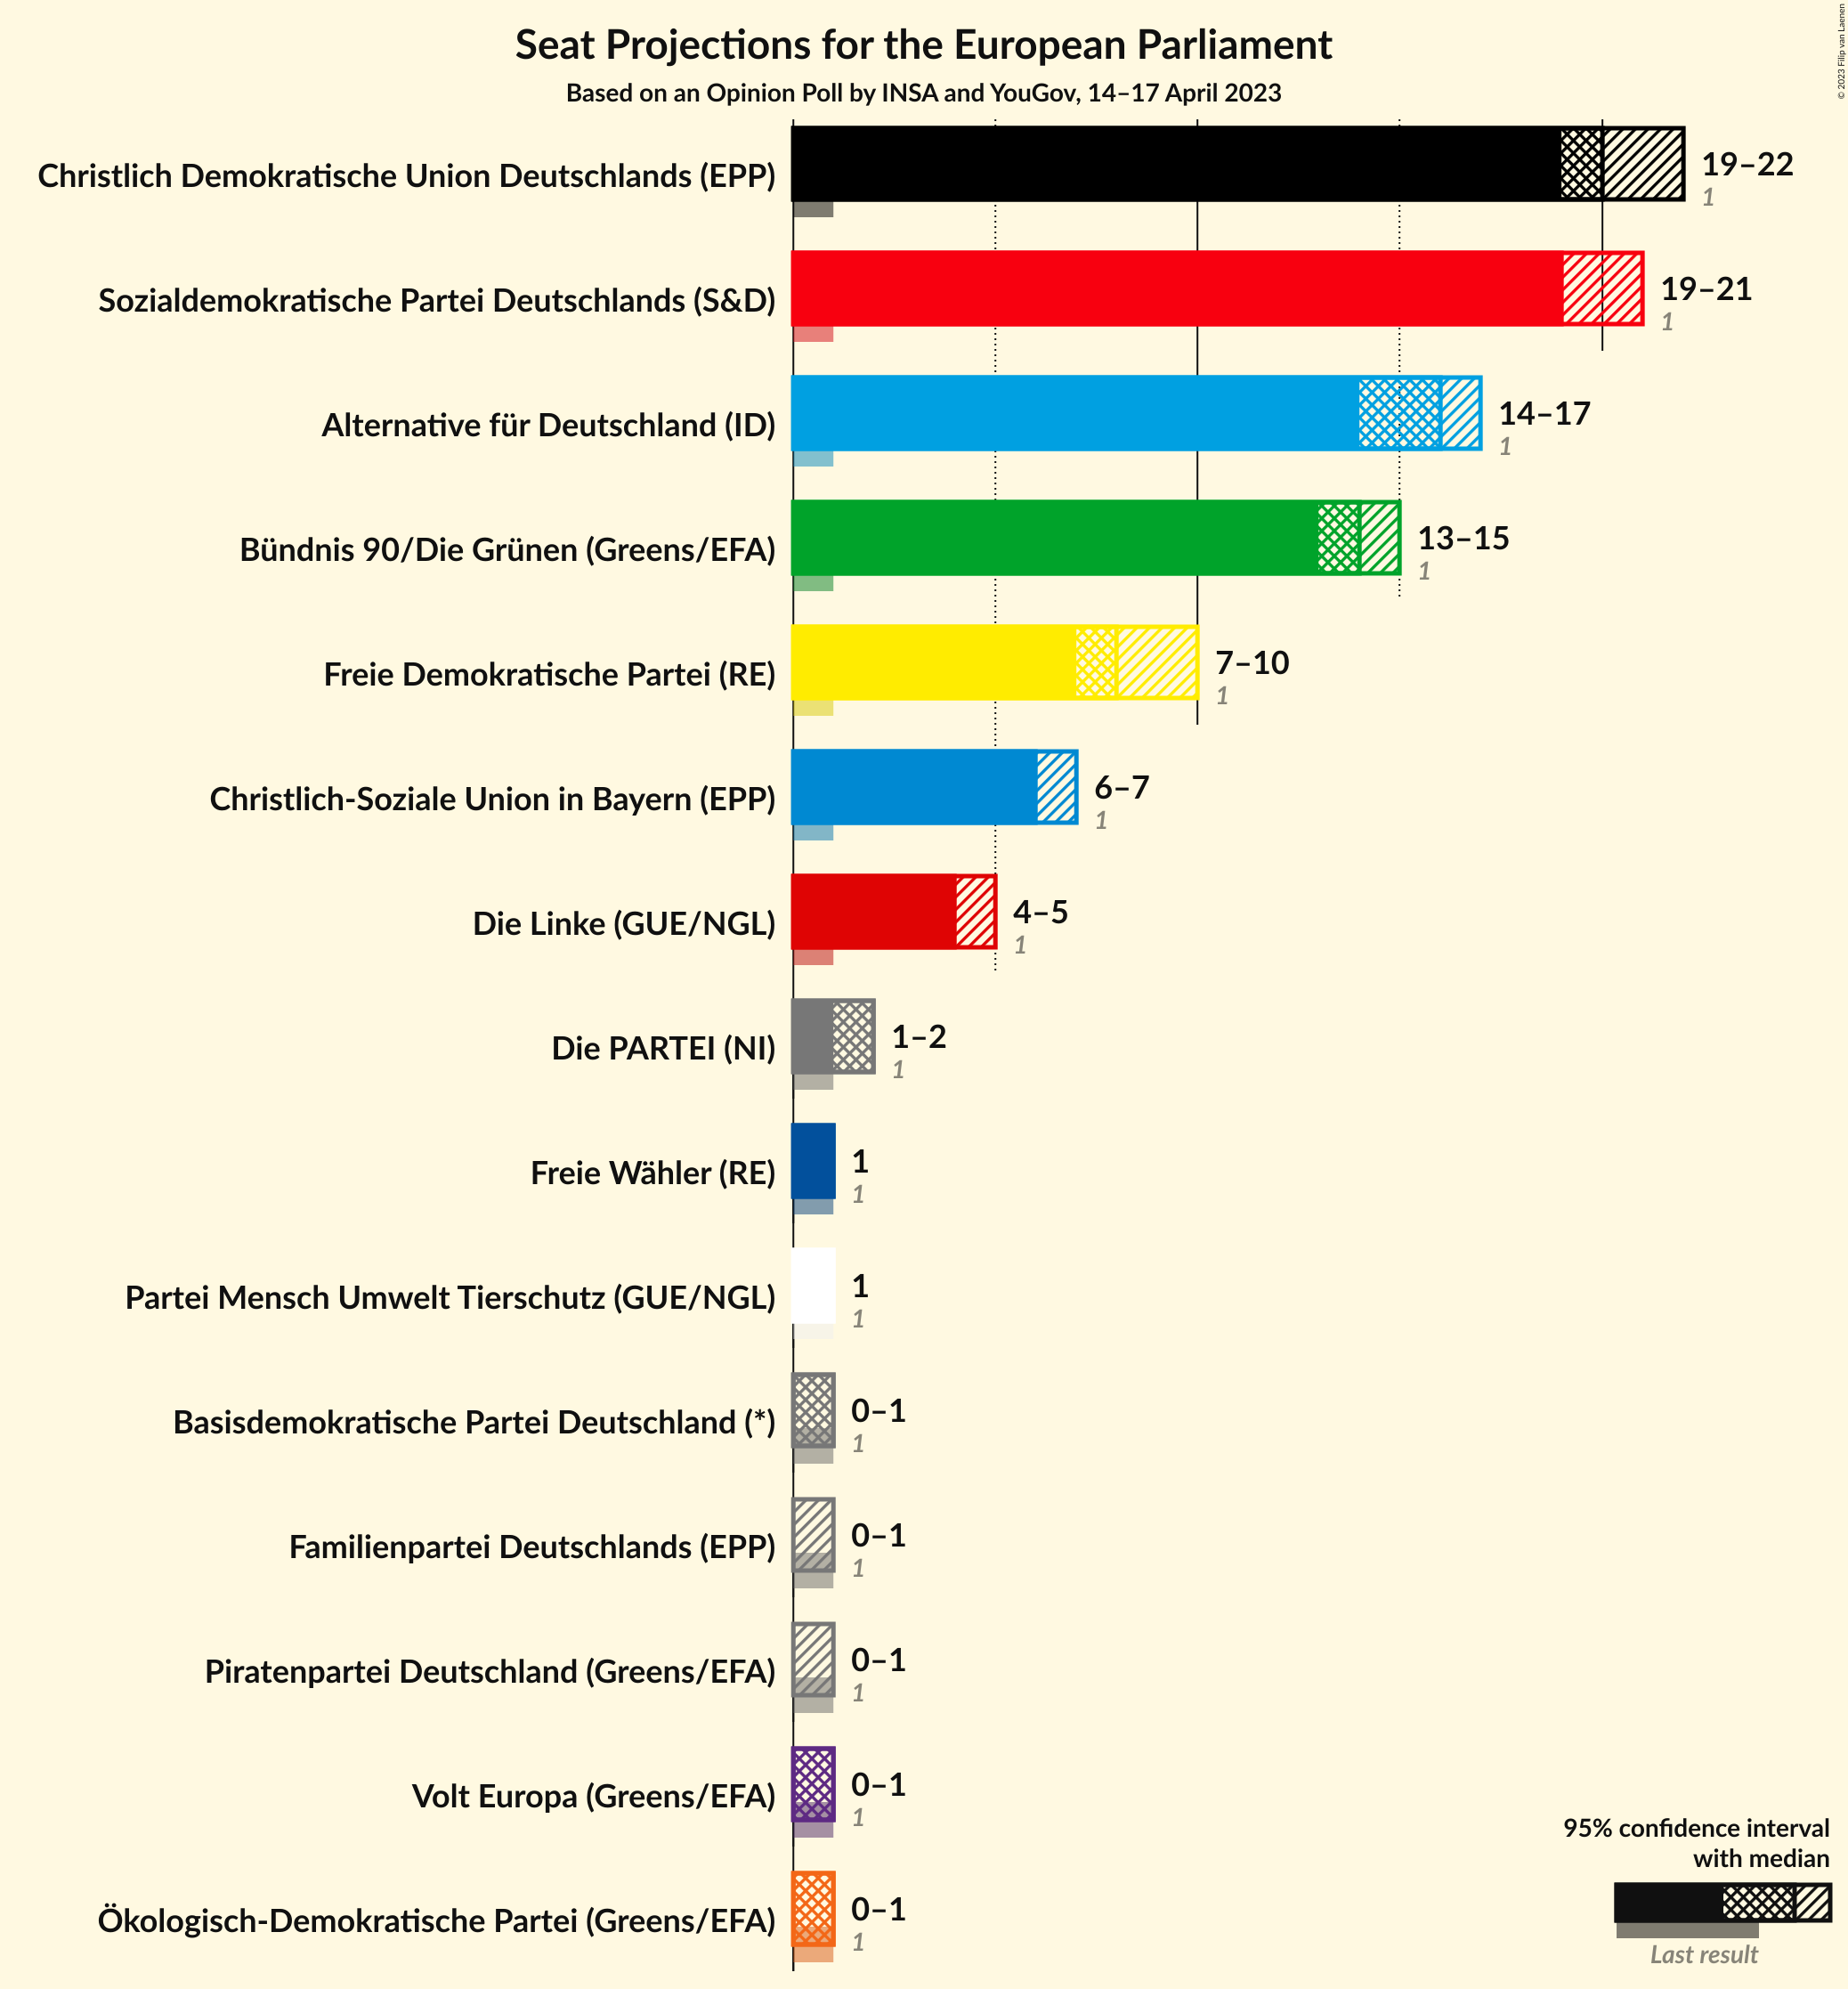 Seat Projections for the European Parliament
Based on an Opinion Poll by INSA and YouGov, 14–17 April 2023
© 2023 Filip van Laenen
Christlich Demokratische Union Deutschlands (EPP)
19–22
1
Sozialdemokratische Partei Deutschlands (S&D)
19–21
1
Alternative für Deutschland (ID)
14–17
1
Bündnis 90/Die Grünen (Greens/EFA)
13–15
1
Freie Demokratische Partei (RE)
7–10
1
Christlich-Soziale Union in Bayern (EPP)
6–7
1
Die Linke (GUE/NGL)
4–5
1
Die PARTEI (NI)
1–2
1
Freie Wähler (RE)
1
1
Partei Mensch Umwelt Tierschutz (GUE/NGL)
1
1
Basisdemokratische Partei Deutschland (*)
0–1
1
Familienpartei Deutschlands (EPP)
0–1
1
Piratenpartei Deutschland (Greens/EFA)
0–1
1
Volt Europa (Greens/EFA)
0–1
1
Ökologisch-Demokratische Partei (Greens/EFA)
0–1
1
95% confidence interval
with median
Last result